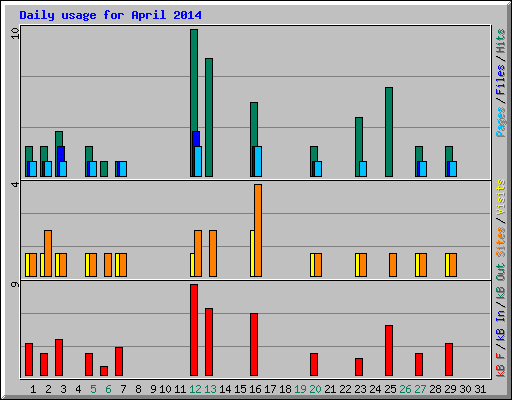 Daily usage for April 2014
10
4
9
Pages / Files / Hits
Sites / Visits
kB F / kB In / kB Out
1 2 3 4 5 6 7 8 9 10 11 12 13 14 15 16 17 18 19 20 21 22 23 24 25 26 27 28 29 30 31